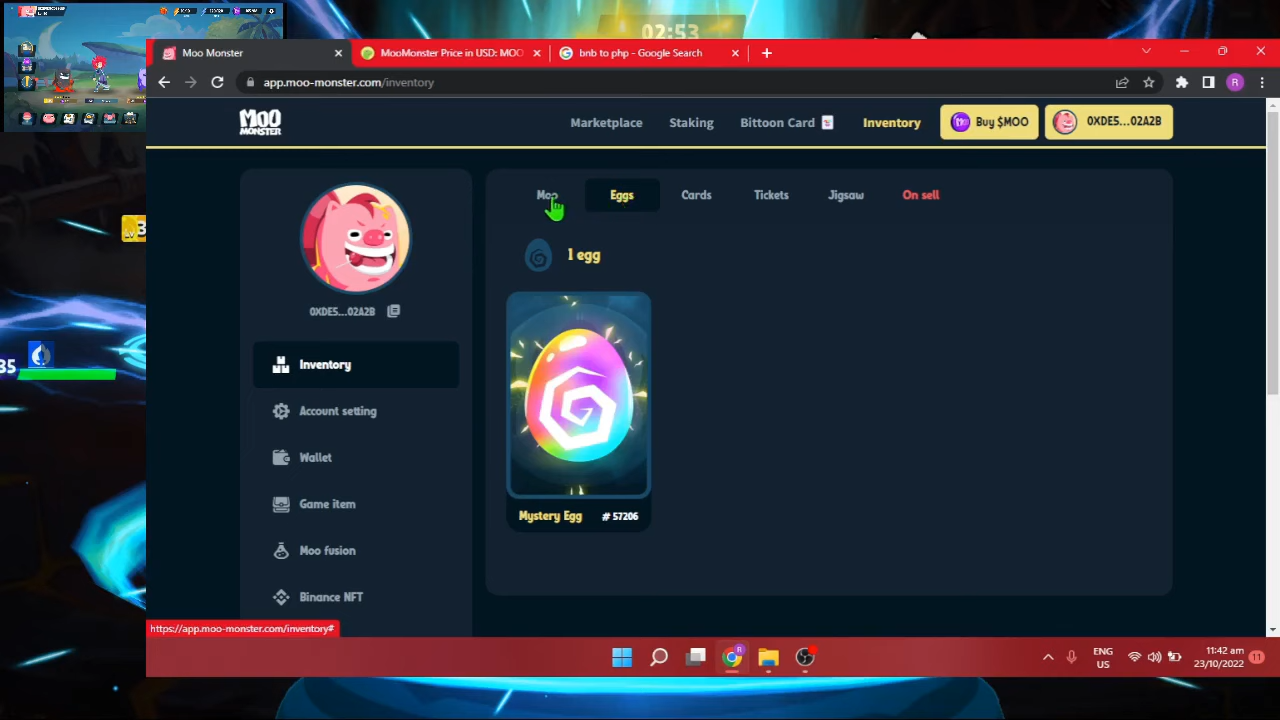 02:53
Moo Monster
MooMonster Price in USD: MOO
bnb to php - Google Search
app.moo-monster.com/inventory
R
MOO
MONSTER
Marketplace
Staking
Bittoon Card
Inventory
Buy $MOO
0XDE5...02A2B
Moo
Eggs
Cards
Tickets
Jigsaw
On sell
1 egg
0XDE5...02A2B
Inventory
Account setting
Wallet
Game item
Moo fusion
Binance NFT
Mystery Egg
# 57206
35
https://app.moo-monster.com/inventory#
ENG
US
11:42 am
23/10/2022
11